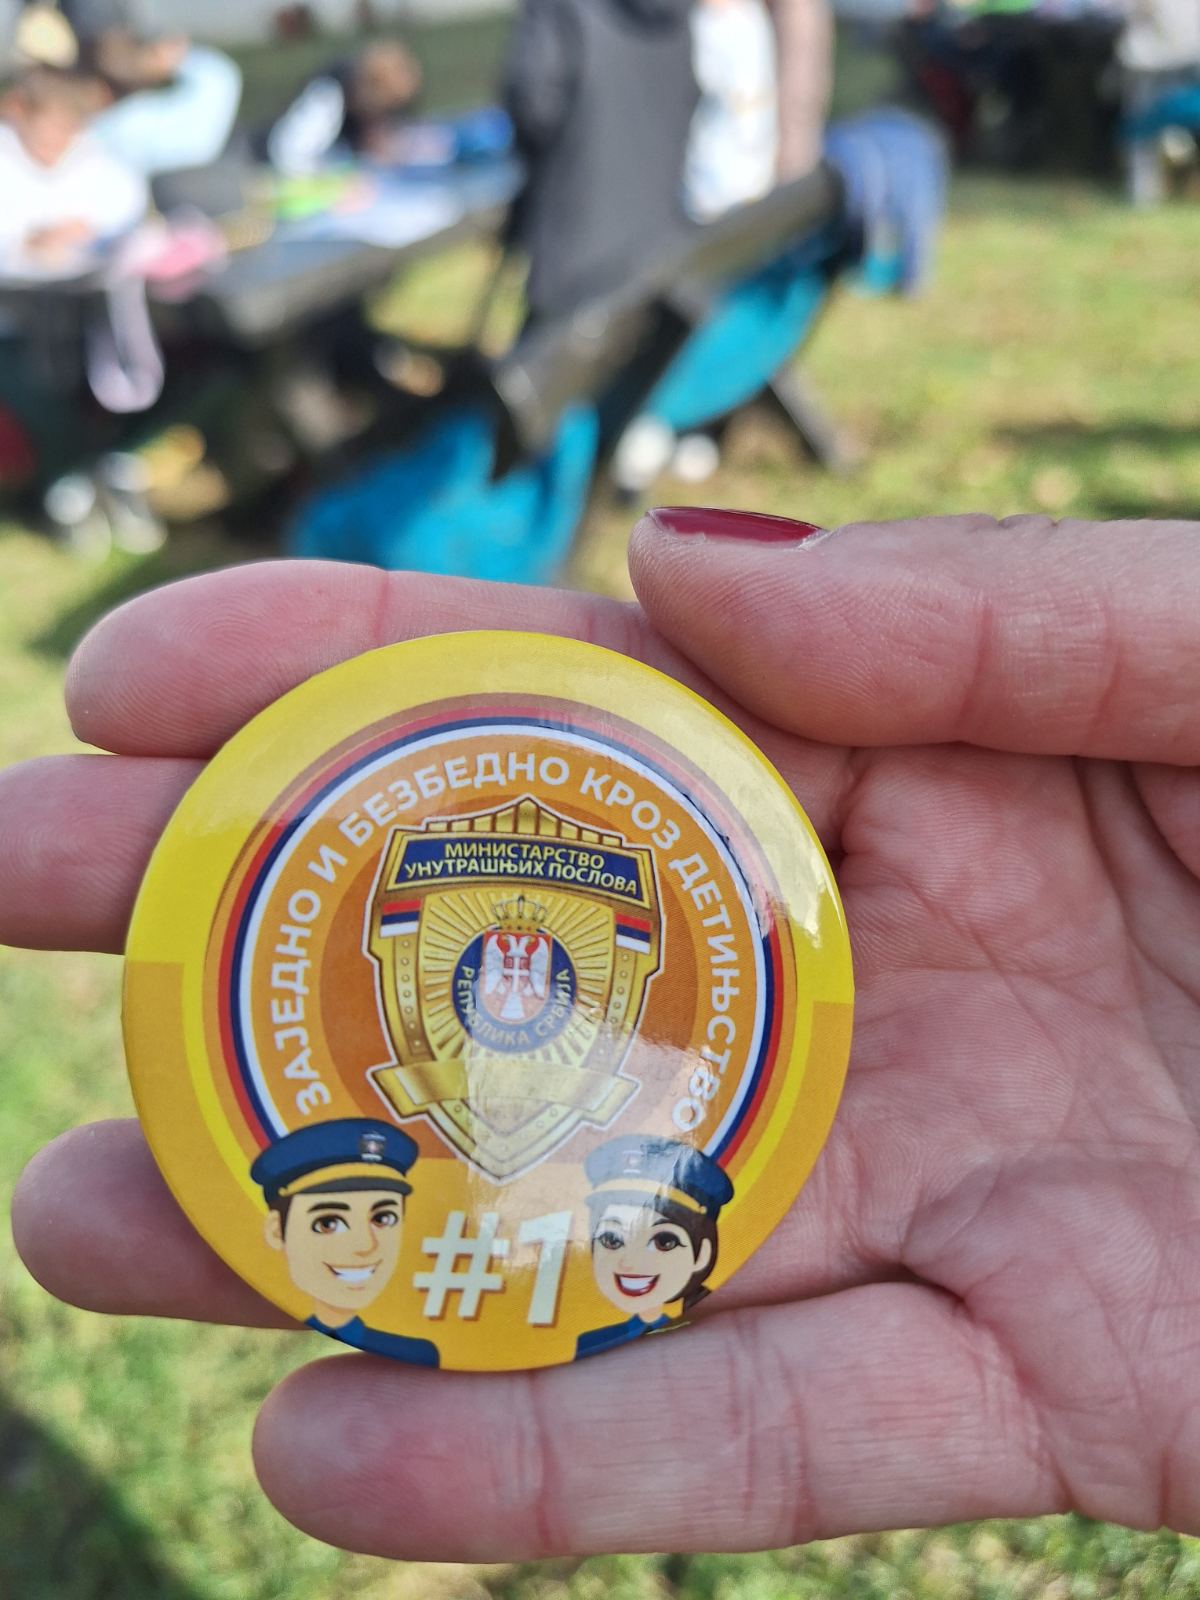 ЗАЈЕДНО И БЕЗБЕДНО КРОЗ ДЕТИЊСТВО
МИНИСТАРСТВО
УНУТРАШЊИХ ПОСЛОВА
РЕПУБЛИКА СРБИЈА
#1